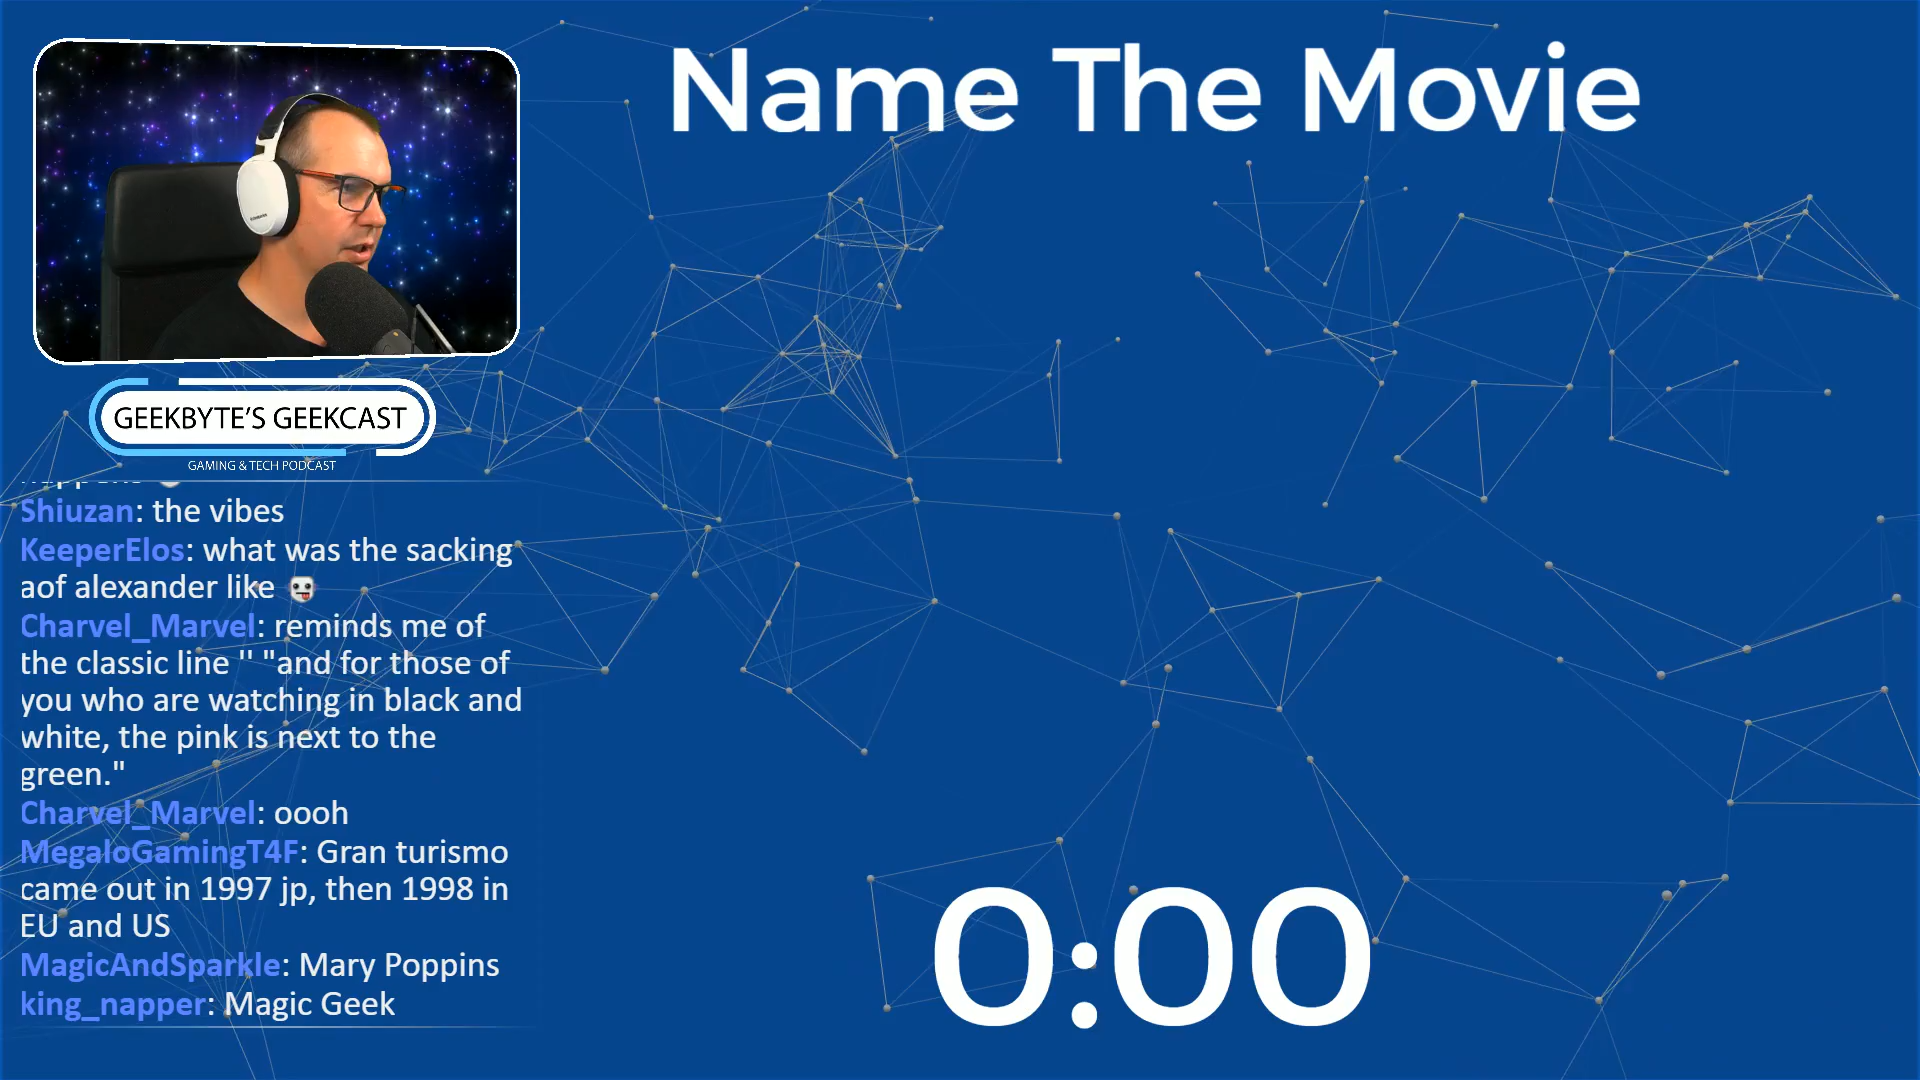 Name The Movie
GEEKBYTE'S GEEKCAST
GAMING & TECH PODCAST
Shiuzan: the vibes
KeeperElos: what was the sacking
aof alexander like
Charvel_Marvel: reminds me of
the classic line '' "and for those of
you who are watching in black and
white, the pink is next to the
green."
Charvel_Marvel: oooh
MegaloGamingT4F: Gran turismo
came out in 1997 jp, then 1998 in
EU and US
MagicAndSparkle: Mary Poppins
king_napper: Magic Geek
0:00